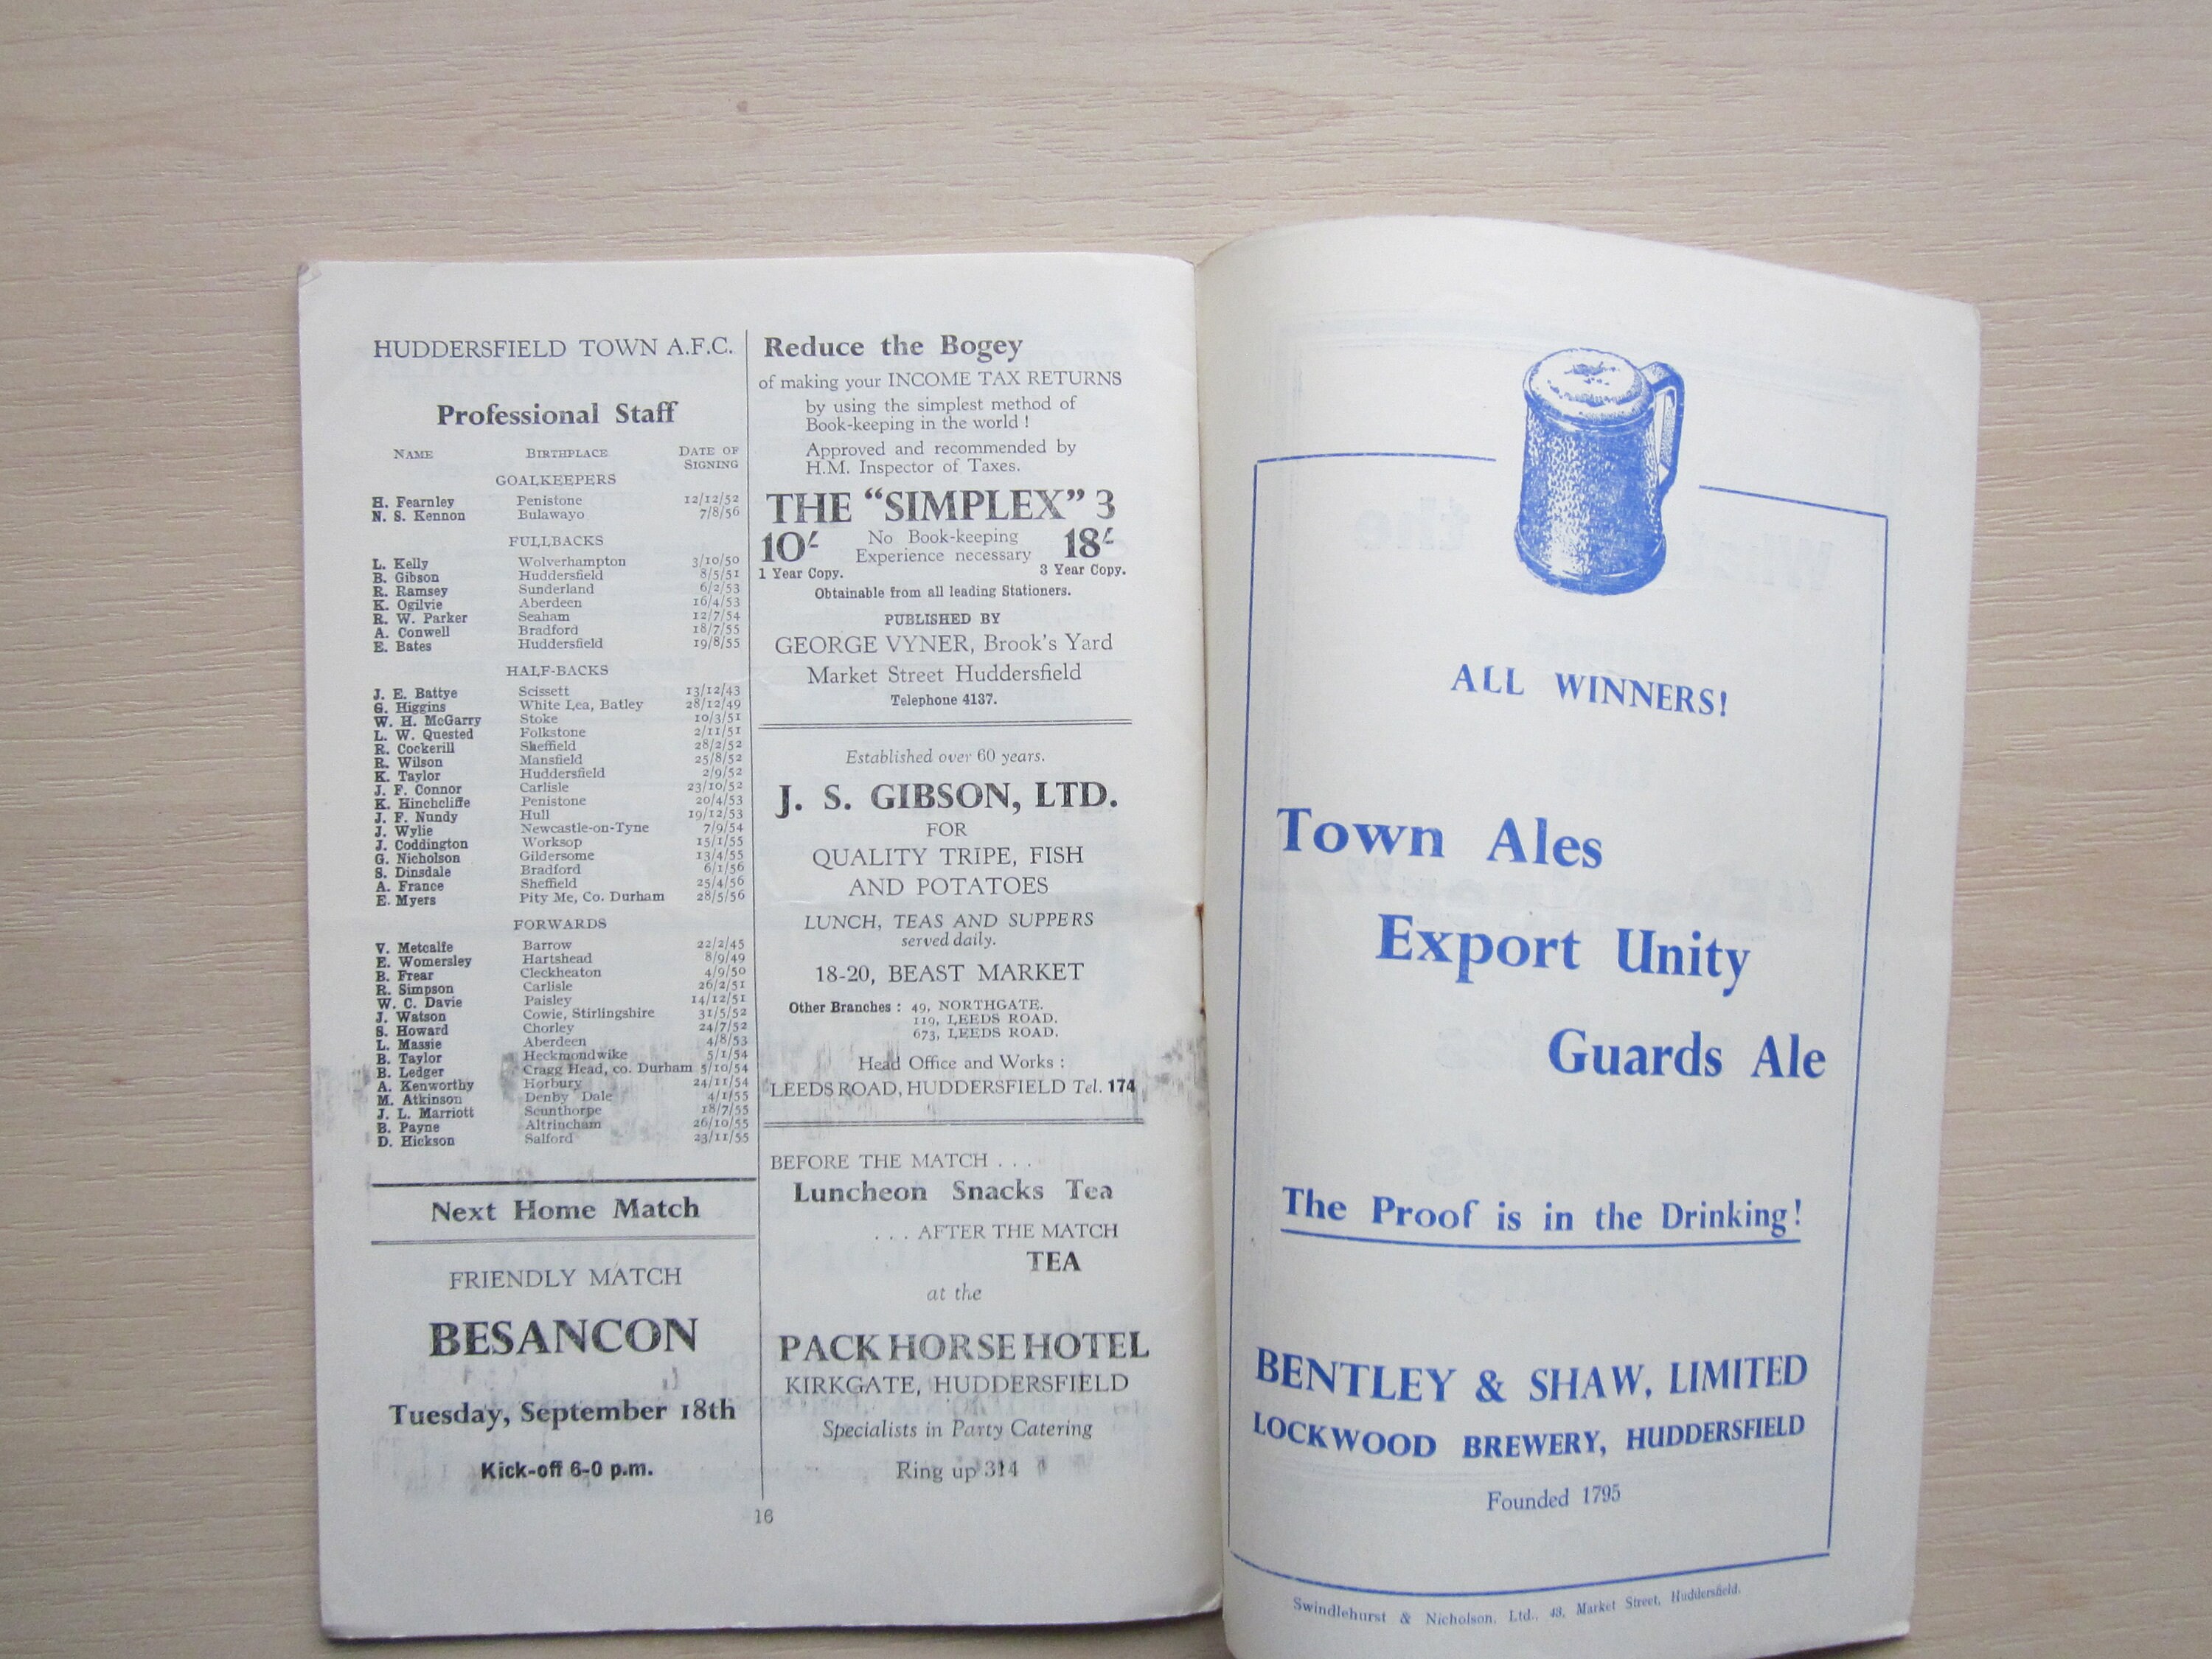 HUDDERSFIELD TOWN A.F.C.
Professional Staff
NAME BIRTHPLACE DATE OF SIGNING
GOALKEEPERS
H. Fearnley Penistone 12/12/52
N. S. Kennon Bulawayo 7/8/56
FULLBACKS
L. Kelly Wolverhampton 3/10/50
B. Gibson Huddersfield 8/5/51
R. Ramsey Sunderland 6/2/53
K. Ogilvie Aberdeen 16/4/53
R. W. Parker Seaham 12/7/54
A. Conwell Bradford 18/7/55
E. Bates Huddersfield 19/8/55
HALF-BACKS
J. E. Battye Scissett 13/12/43
G. Higgins White Lea, Batley 28/12/49
W. H. McGarry Stoke 10/3/51
L. W. Quested Folkstone 2/11/51
R. Cockerill Sheffield 28/2/52
R. Wilson Mansfield 25/8/52
K. Taylor Huddersfield 2/9/52
J. F. Connor Carlisle 23/10/52
K. Hinchcliffe Penistone 20/4/53
J. F. Nundy Hull 19/12/53
J. Wylie Newcastle-on-Tyne 7/9/54
J. Coddington Worksop 15/1/55
G. Nicholson Gildersome 13/4/55
S. Dinsdale Bradford 6/1/56
A. France Sheffield 25/4/56
E. Myers Pity Me, Co. Durham 28/5/56
FORWARDS
V. Metcalfe Barrow 22/2/45
E. Womersley Hartshead 8/9/49
B. Frear Cleckheaton 4/9/50
R. Simpson Carlisle 26/2/51
W. C. Davie Paisley 14/12/51
J. Watson Cowie, Stirlingshire 31/5/52
S. Howard Chorley 24/7/52
L. Massie Aberdeen 4/8/53
B. Taylor Heckmondwike 5/1/54
B. Ledger Cragg Head, co. Durham 5/10/54
A. Kenworthy Horbury 24/11/54
M. Atkinson Denby Dale 4/1/55
J. L. Marriott Scunthorpe 18/7/55
B. Payne Altrincham 26/10/55
D. Hickson Salford 23/11/55
Next Home Match
FRIENDLY MATCH
BESANCON
Tuesday, September 18th
Kick-off 6-0 p.m.
Reduce the Bogey
of making your INCOME TAX RETURNS
by using the simplest method of
Book-keeping in the world !
Approved and recommended by
H.M. Inspector of Taxes.
THE "SIMPLEX" 3
10/- No Book-keeping 18/-
Experience necessary
1 Year Copy. 3 Year Copy.
Obtainable from all leading Stationers.
PUBLISHED BY
GEORGE VYNER, Brook's Yard
Market Street Huddersfield
Telephone 4137.
Established over 60 years.
J. S. GIBSON, LTD.
FOR
QUALITY TRIPE, FISH
AND POTATOES
LUNCH, TEAS AND SUPPERS
served daily.
18-20, BEAST MARKET
Other Branches : 49, NORTHGATE.
119, LEEDS ROAD.
673, LEEDS ROAD.
Head Office and Works :
LEEDS ROAD, HUDDERSFIELD Tel. 174
BEFORE THE MATCH . . .
Luncheon Snacks Tea
. . . AFTER THE MATCH
TEA
at the
PACK HORSE HOTEL
KIRKGATE, HUDDERSFIELD
Specialists in Party Catering
Ring up 314
16
ALL WINNERS!
Town Ales
Export Unity
Guards Ale
The Proof is in the Drinking!
BENTLEY & SHAW, LIMITED
LOCKWOOD BREWERY, HUDDERSFIELD
Founded 1795
Swindlehurst & Nicholson, Ltd., 48, Market Street, Huddersfield.